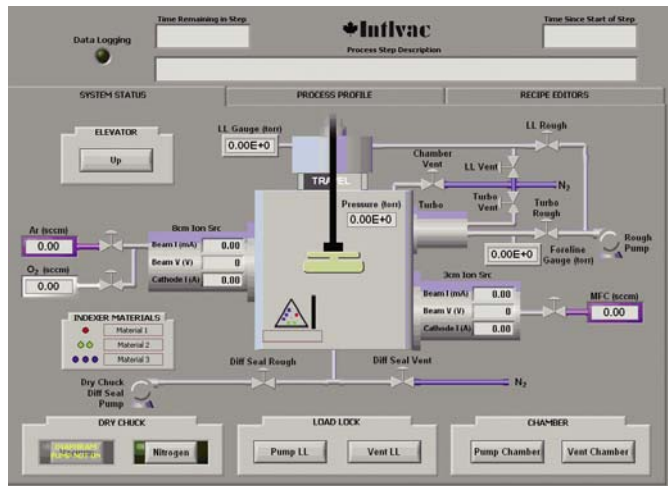 Data Logging
Time Remaining in Step
Intlvac
Process Step Description
Time Since Start of Step
SYSTEM STATUS
PROCESS PROFILE
RECIPE EDITORS
ELEVATOR
Up
LL Gauge (torr)
0.00E+0
TRAVEL
Chamber
Vent
LL Vent
LL Rough
N2
Pressure (torr)
0.00E+0
Turbo
Turbo
Vent
Turbo
Rough
Rough
Pump
0.00E+0
Foreline
Gauge (torr)
Ar (sccm)
0.00
O2 (sccm)
0.00
8cm Ion Src
Beam I (mA) 0.00
Beam V (V) 0
Cathode I (A) 0.00
3cm Ion Src
Beam I (mA) 0.00
Beam V (V) 0
Cathode I (A) 0.00
MFC (sccm)
0.00
INDEXER MATERIALS
Material 1
Material 2
Material 3
Diff Seal Rough
Diff Seal Vent
N2
Dry Chuck
Diff Seal
Pump
DRY CHUCK
PUMP NOT ON
Nitrogen
LOAD LOCK
Pump LL
Vent LL
CHAMBER
Pump Chamber
Vent Chamber